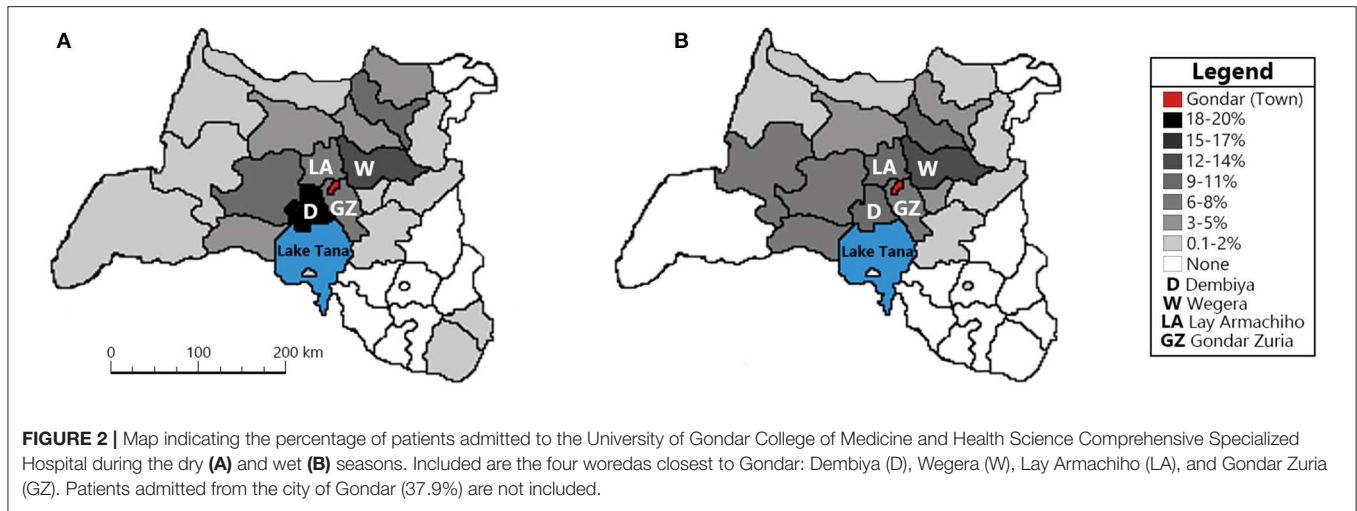 A
B
LA
W
D
GZ
Lake Tana
0 100 200 km
LA
W
D
GZ
Lake Tana
Legend
Gondar (Town)
18-20%
15-17%
12-14%
9-11%
6-8%
3-5%
0.1-2%
None
D Dembiya
W Wegera
LA Lay Armachiho
GZ Gondar Zuria
FIGURE 2 | Map indicating the percentage of patients admitted to the University of Gondar College of Medicine and Health Science Comprehensive Specialized
Hospital during the dry (A) and wet (B) seasons. Included are the four woredas closest to Gondar: Dembiya (D), Wegera (W), Lay Armachiho (LA), and Gondar Zuria
(GZ). Patients admitted from the city of Gondar (37.9%) are not included.